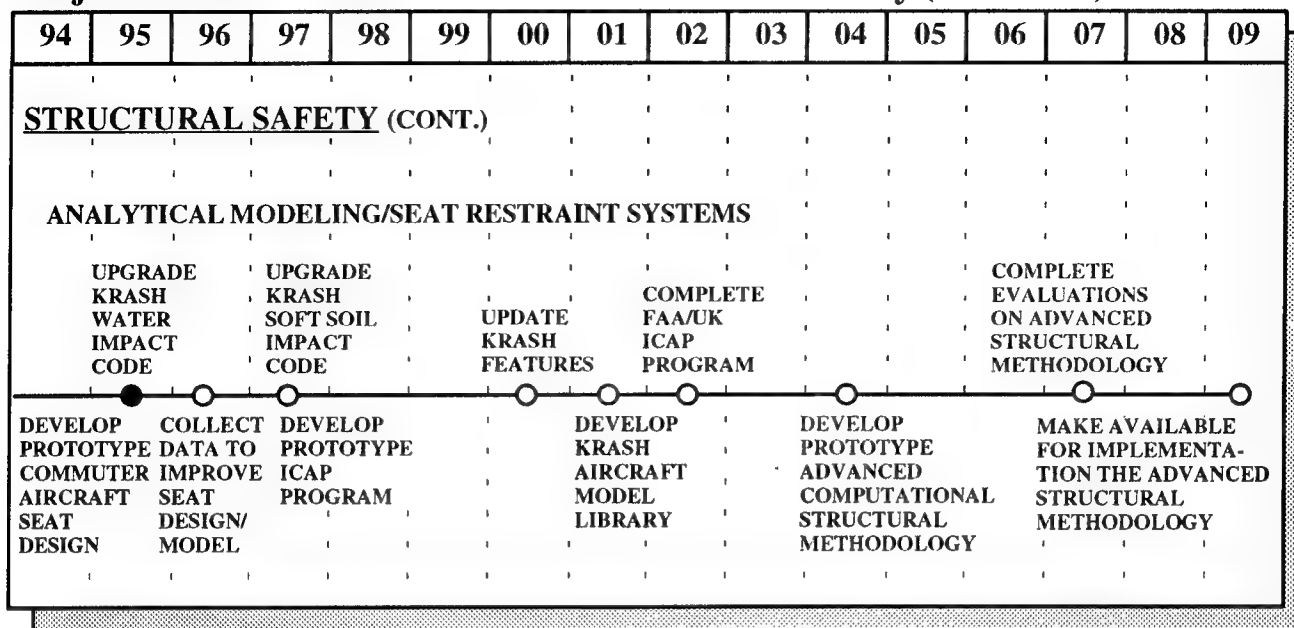 94 95 96 97 98 99 00 01 02 03 04 05 06 07 08 09
STRUCTURAL SAFETY (CONT.)
ANALYTICAL MODELING/SEAT RESTRAINT SYSTEMS
UPGRADE
KRASH
WATER
IMPACT
CODE
UPGRADE
KRASH
SOFT SOIL
IMPACT
CODE
UPDATE
KRASH
FEATURES
COMPLETE
FAA/UK
ICAP
PROGRAM
COMPLETE
EVALUATIONS
ON ADVANCED
STRUCTURAL
METHODOLOGY
DEVELOP
PROTOTYPE
COMMUTER
AIRCRAFT
SEAT
DESIGN
COLLECT
DATA TO
IMPROVE
SEAT
DESIGN/
MODEL
DEVELOP
PROTOTYPE
ICAP
PROGRAM
DEVELOP
KRASH
AIRCRAFT
MODEL
LIBRARY
DEVELOP
PROTOTYPE
ADVANCED
COMPUTATIONAL
STRUCTURAL
METHODOLOGY
MAKE AVAILABLE
FOR IMPLEMENTA-
TION THE ADVANCED
STRUCTURAL
METHODOLOGY